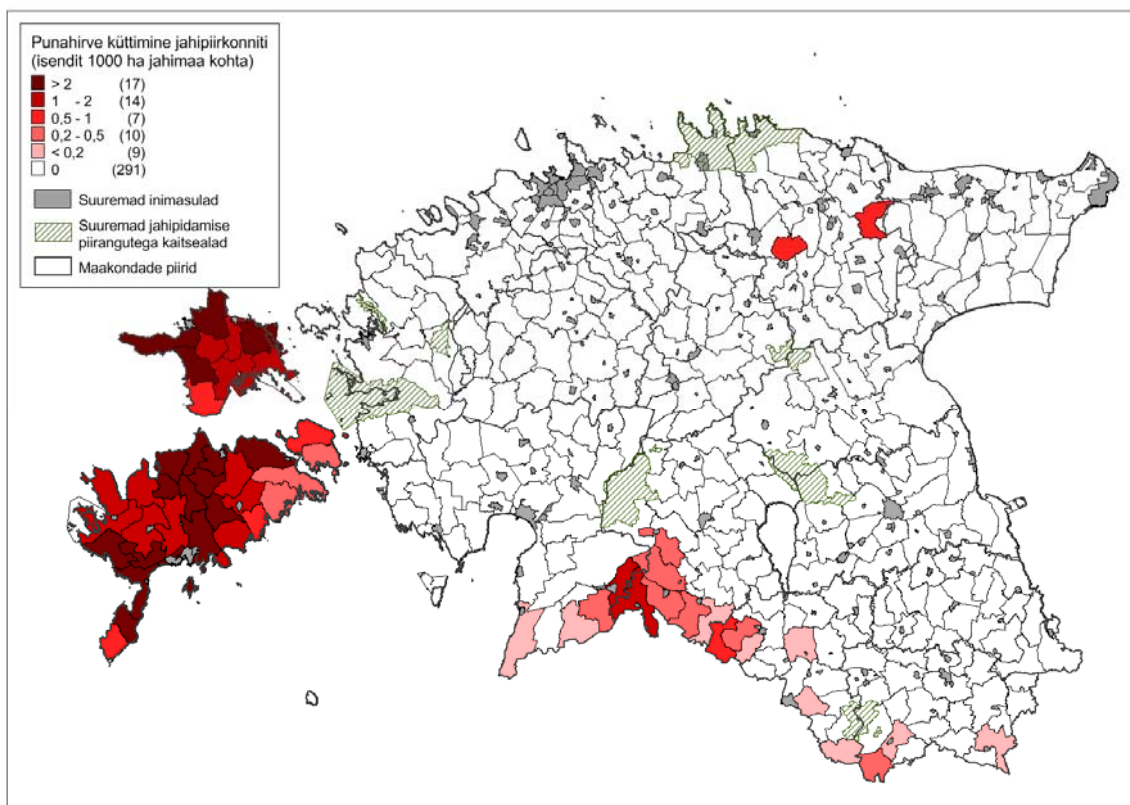 Punahirve küttimine jahipiirkonniti
(isendit 1000 ha jahimaa kohta)
> 2 (17)
1 - 2 (14)
0,5 - 1 (7)
0,2 - 0,5 (10)
< 0,2 (9)
0 (291)
Suuremad inimasulad
Suuremad jahipidamise
piirangutega kaitsealad
Maakondade piirid